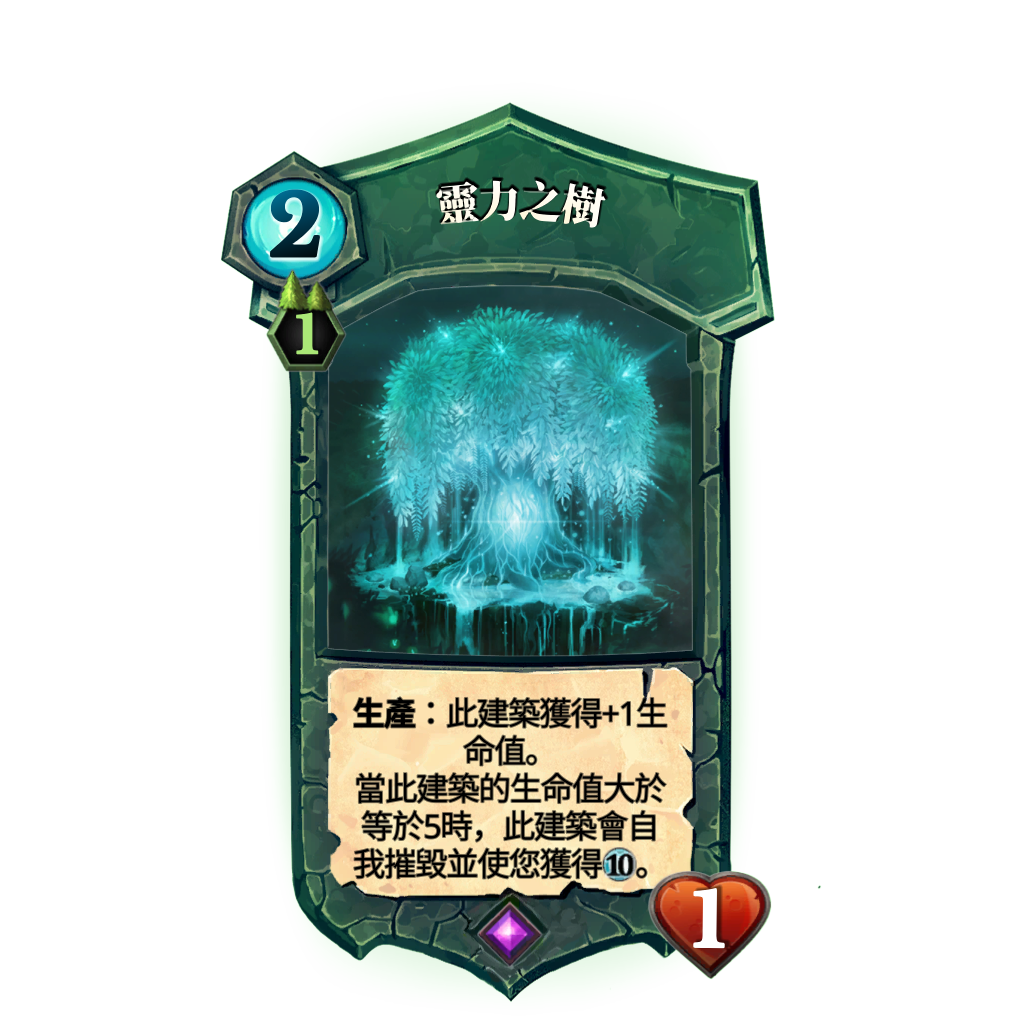 靈力之樹
2
1
生產：此建築獲得+1生
命值。
當此建築的生命值大於
等於5時，此建築會自
我摧毀並使您獲得10。
1